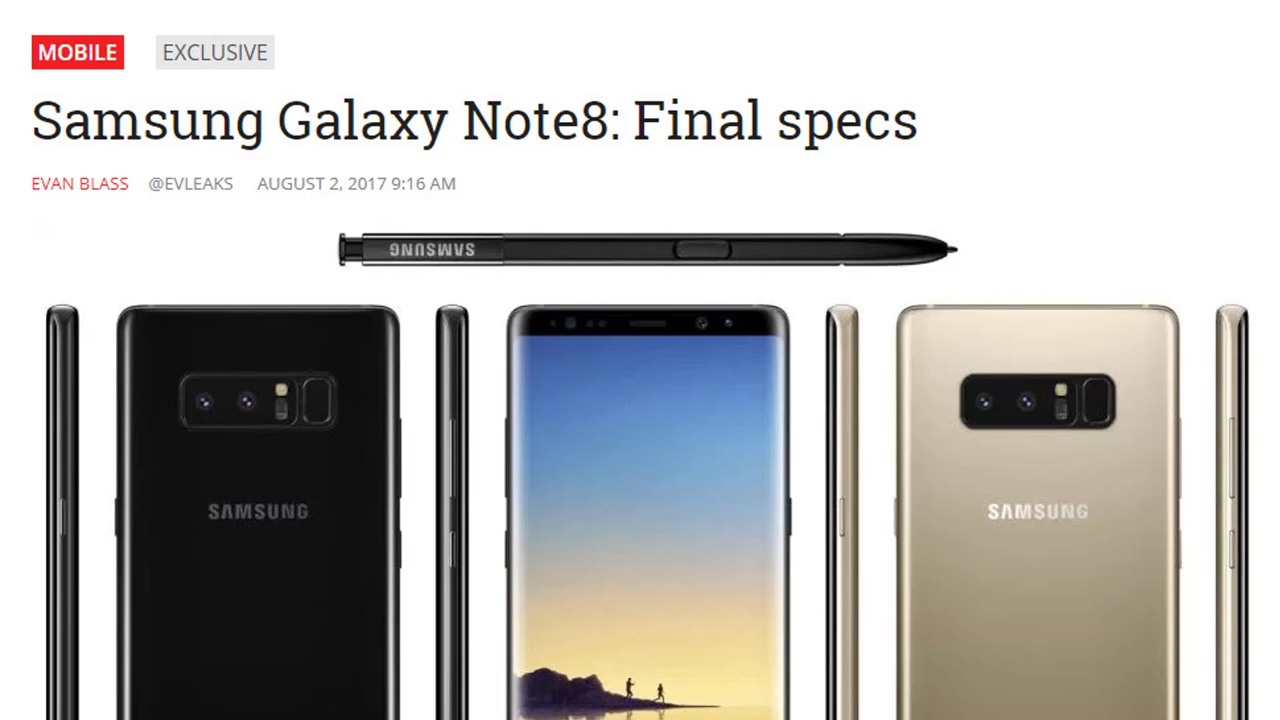 MOBILE EXCLUSIVE
Samsung Galaxy Note8: Final specs
EVAN BLASS @EVLEAKS AUGUST 2, 2017 9:16 AM
SAMSUNG
SAMSUNG
SAMSUNG